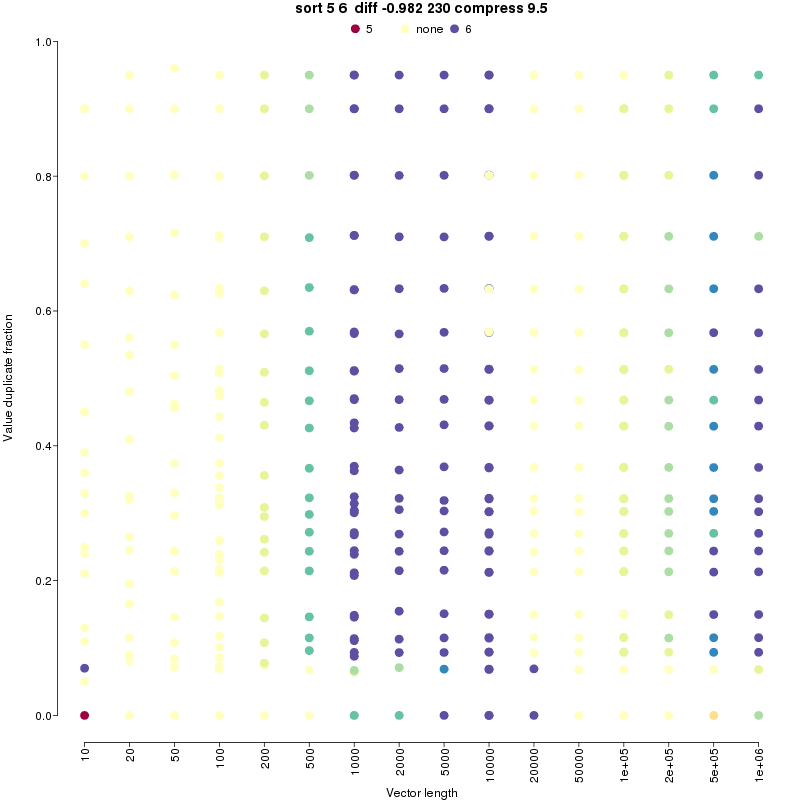 sort 5 6 diff -0.982 230 compress 9.5
5 none 6
Value duplicate fraction
1.0
0.8
0.6
0.4
0.2
0.0
10 20 50 100 200 500 1000 2000 5000 10000 20000 50000 1e+05 2e+05 5e+05 1e+06
Vector length